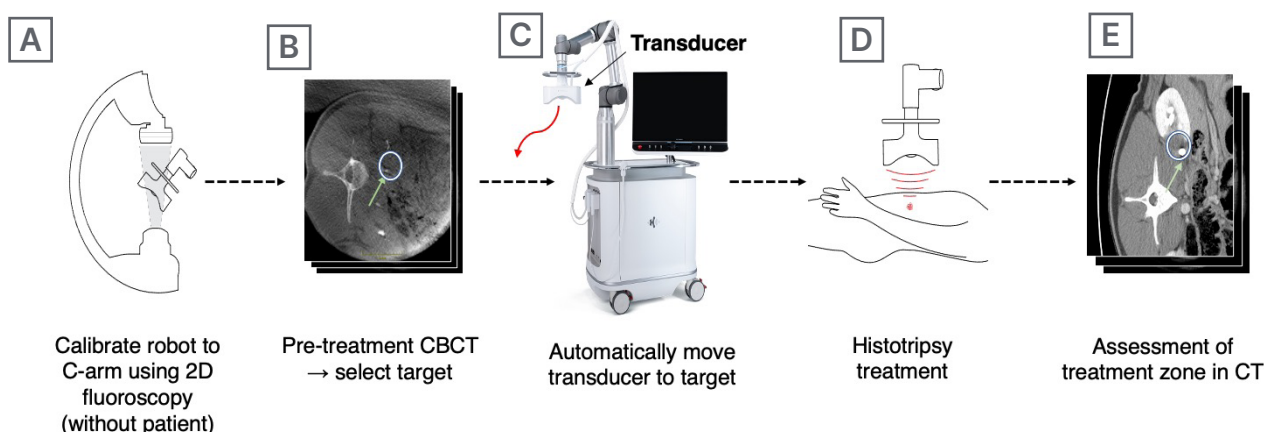 A
B
C
D
E
Transducer
Calibrate robot to
C-arm using 2D
fluoroscopy
(without patient)
Pre-treatment CBCT
→ select target
Automatically move
transducer to target
Histotripsy
treatment
Assessment of
treatment zone in CT